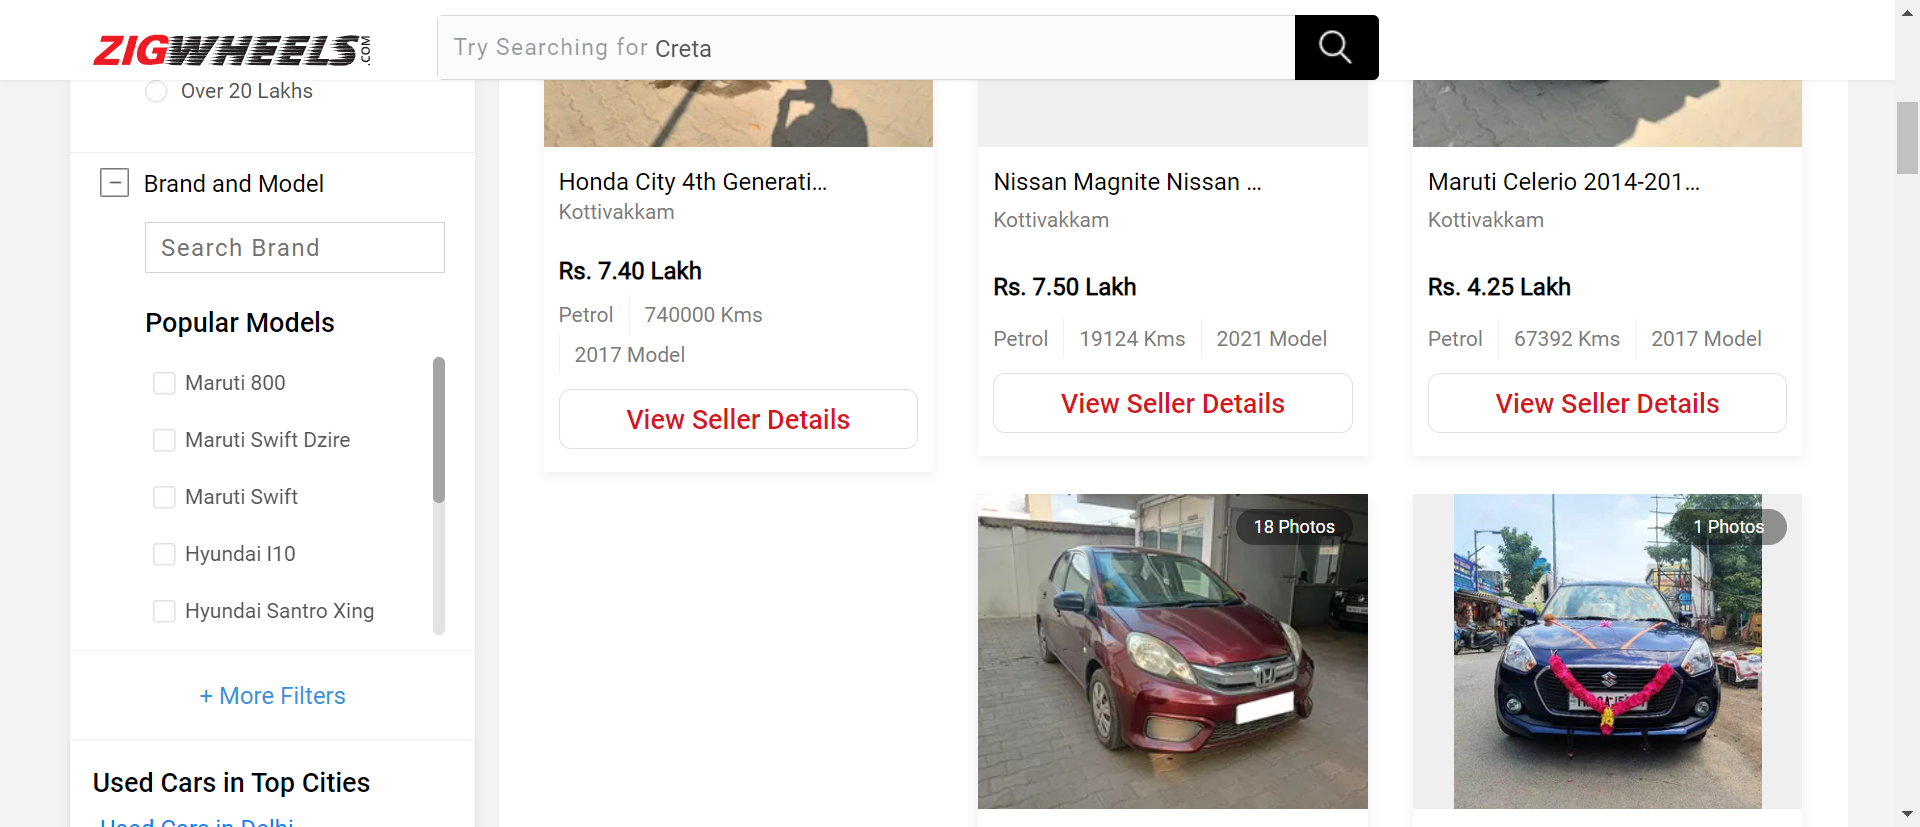 ZIGWHEELS.COM
Try Searching for Creta
Over 20 Lakhs
Brand and Model
Search Brand
Popular Models
Maruti 800
Maruti Swift Dzire
Maruti Swift
Hyundai I10
Hyundai Santro Xing
+ More Filters
Used Cars in Top Cities
Used Cars in Delhi
Honda City 4th Generati...
Kottivakkam
Rs. 7.40 Lakh
Petrol
740000 Kms
2017 Model
View Seller Details
Nissan Magnite Nissan ...
Kottivakkam
Rs. 7.50 Lakh
Petrol
19124 Kms
2021 Model
View Seller Details
Maruti Celerio 2014-201...
Kottivakkam
Rs. 4.25 Lakh
Petrol
67392 Kms
2017 Model
View Seller Details
18 Photos
1 Photos